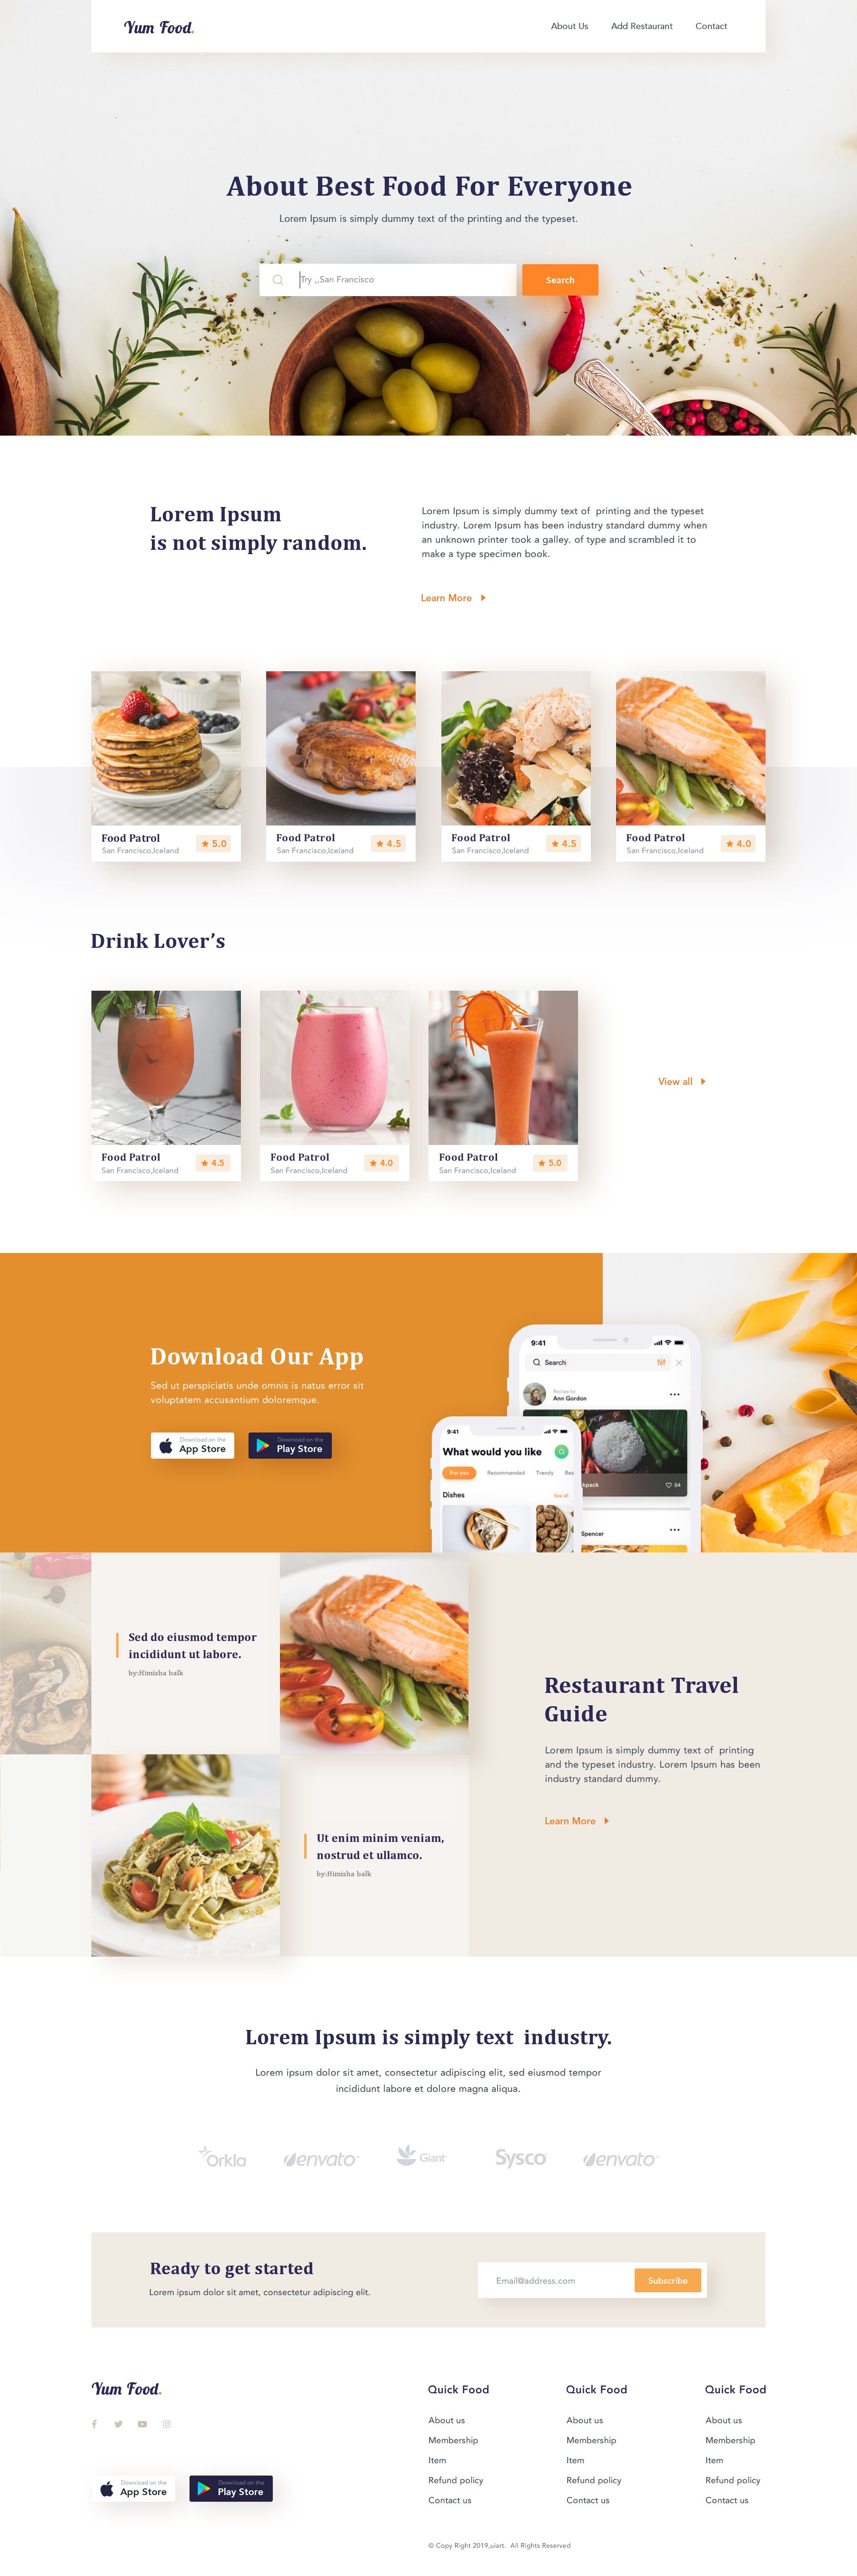 Yum Food.
About Us
Add Restaurant
Contact
About Best Food For Everyone
Lorem Ipsum is simply dummy text of the printing and the typeset.
Try ,,San Francisco
Search
Lorem Ipsum
is not simply random.
Lorem Ipsum is simply dummy text of printing and the typeset
industry. Lorem Ipsum has been industry standard dummy when
an unknown printer took a galley. of type and scrambled it to
make a type specimen book.
Learn More
Food Patrol
San Francisco,Iceland
5.0
Food Patrol
San Francisco,Iceland
4.5
Food Patrol
San Francisco,Iceland
4.5
Food Patrol
San Francisco,Iceland
4.0
Drink Lover's
Food Patrol
San Francisco,Iceland
4.5
Food Patrol
San Francisco,Iceland
4.0
Food Patrol
San Francisco,Iceland
5.0
View all
Download Our App
Sed ut perspiciatis unde omnis is natus error sit
voluptatem accusantium doloremque.
Download on the
App Store
Download on the
Play Store
9:41
Search
Recipe by
Ann Gordon
kpack
54
Spencer
9:41
What would you like
For you
Recommended
Trendy
Rea
Dishes
See all
Sed do eiusmod tempor
incididunt ut labore.
by:Himisha balk
Ut enim minim veniam,
nostrud et ullamco.
by:Himisha balk
Restaurant Travel
Guide
Lorem Ipsum is simply dummy text of printing
and the typeset industry. Lorem Ipsum has been
industry standard dummy.
Learn More
Lorem Ipsum is simply text industry.
Lorem ipsum dolor sit amet, consectetur adipiscing elit, sed eiusmod tempor
incididunt labore et dolore magna aliqua.
Orkla
envato
Giant
Sysco
envato
Ready to get started
Lorem ipsum dolor sit amet, consectetur adipiscing elit.
Email@address.com
Subscribe
Yum Food.
Download on the
App Store
Download on the
Play Store
Quick Food
About us
Membership
Item
Refund policy
Contact us
Quick Food
About us
Membership
Item
Refund policy
Contact us
Quick Food
About us
Membership
Item
Refund policy
Contact us
© Copy Right 2019,uiart. All Rights Reserved